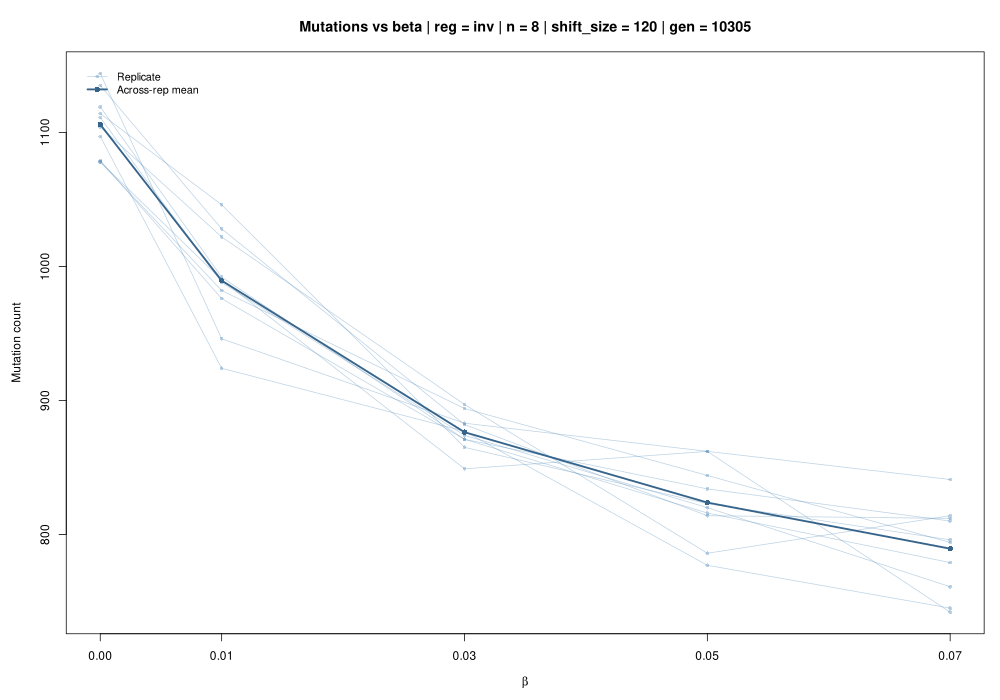 Mutations vs beta | reg = inv | n = 8 | shift_size = 120 | gen = 10305
Replicate
Across-rep mean
1100
1000
900
800
Mutation count
0.00 0.01 0.03 0.05 0.07
β